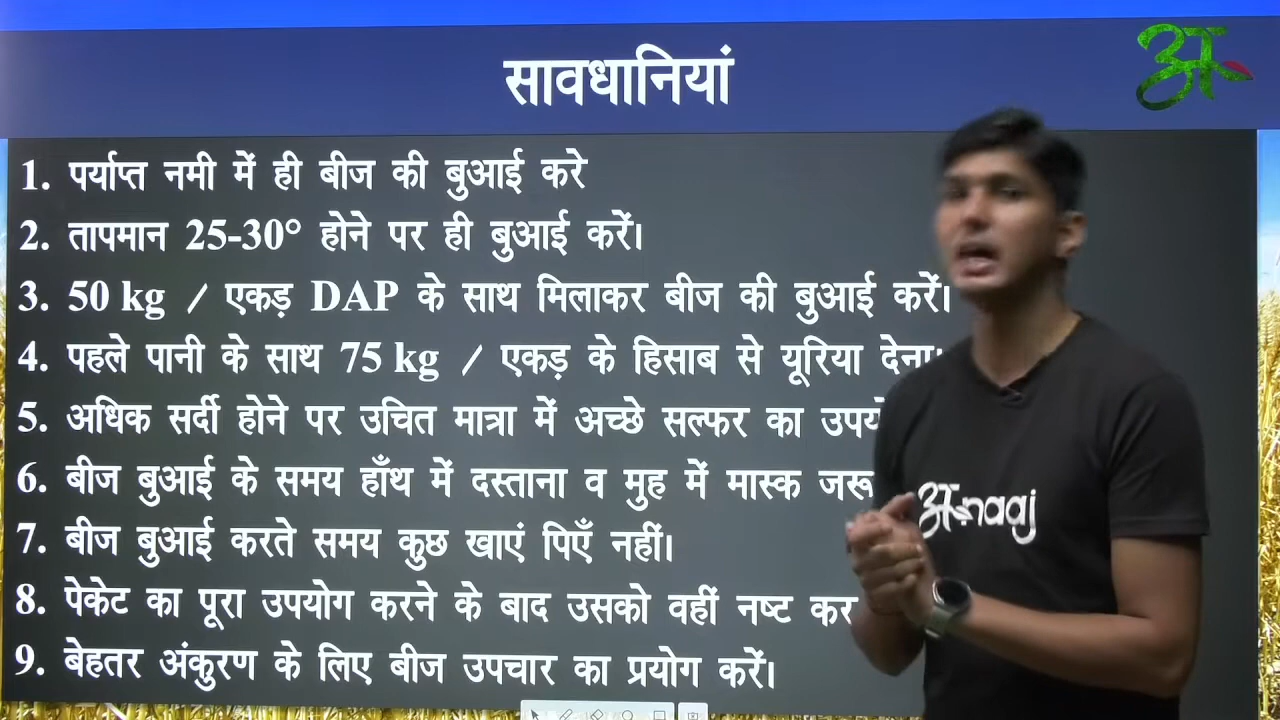 सावधानियां
1. पर्याप्त नमी में ही बीज की बुआई करे
2. तापमान 25-30° होने पर ही बुआई करें।
3. 50 kg / एकड़ DAP के साथ मिलाकर बीज की बुआई करें।
4. पहले पानी के साथ 75 kg / एकड़ के हिसाब से यूरिया देना
5. अधिक सर्दी होने पर उचित मात्रा में अच्छे सल्फर का
6. बीज बुआई के समय हाँथ में दस्ताना व मुह में मास्क
7. बीज बुआई करते समय कुछ खाएं पिएँ नहीं।
8. पेकेट का पूरा उपयोग करने के बाद उसको वहीं नष्ट कर
9. बेहतर अंकुरण के लिए बीज उपचार का प्रयोग करें।
अnaaj